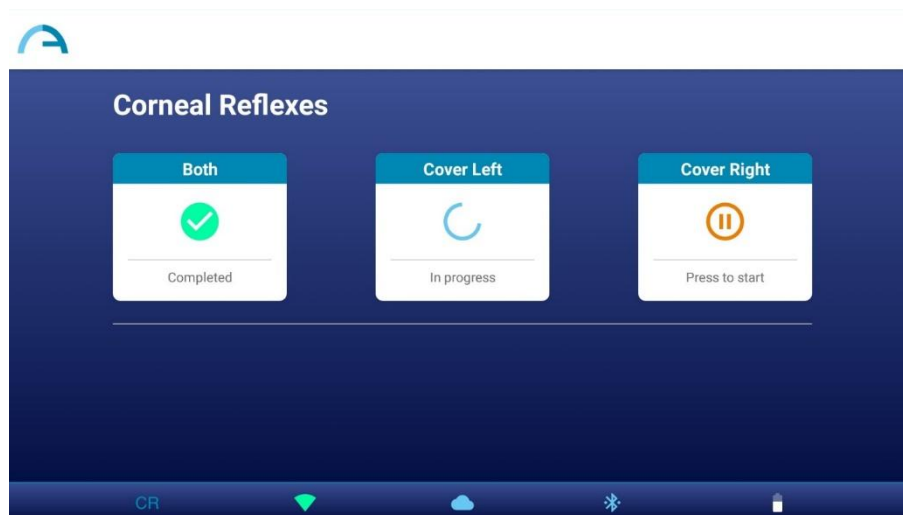 Corneal Reflexes
Both
Cover Left
Cover Right
Completed
In progress
Press to start
CR